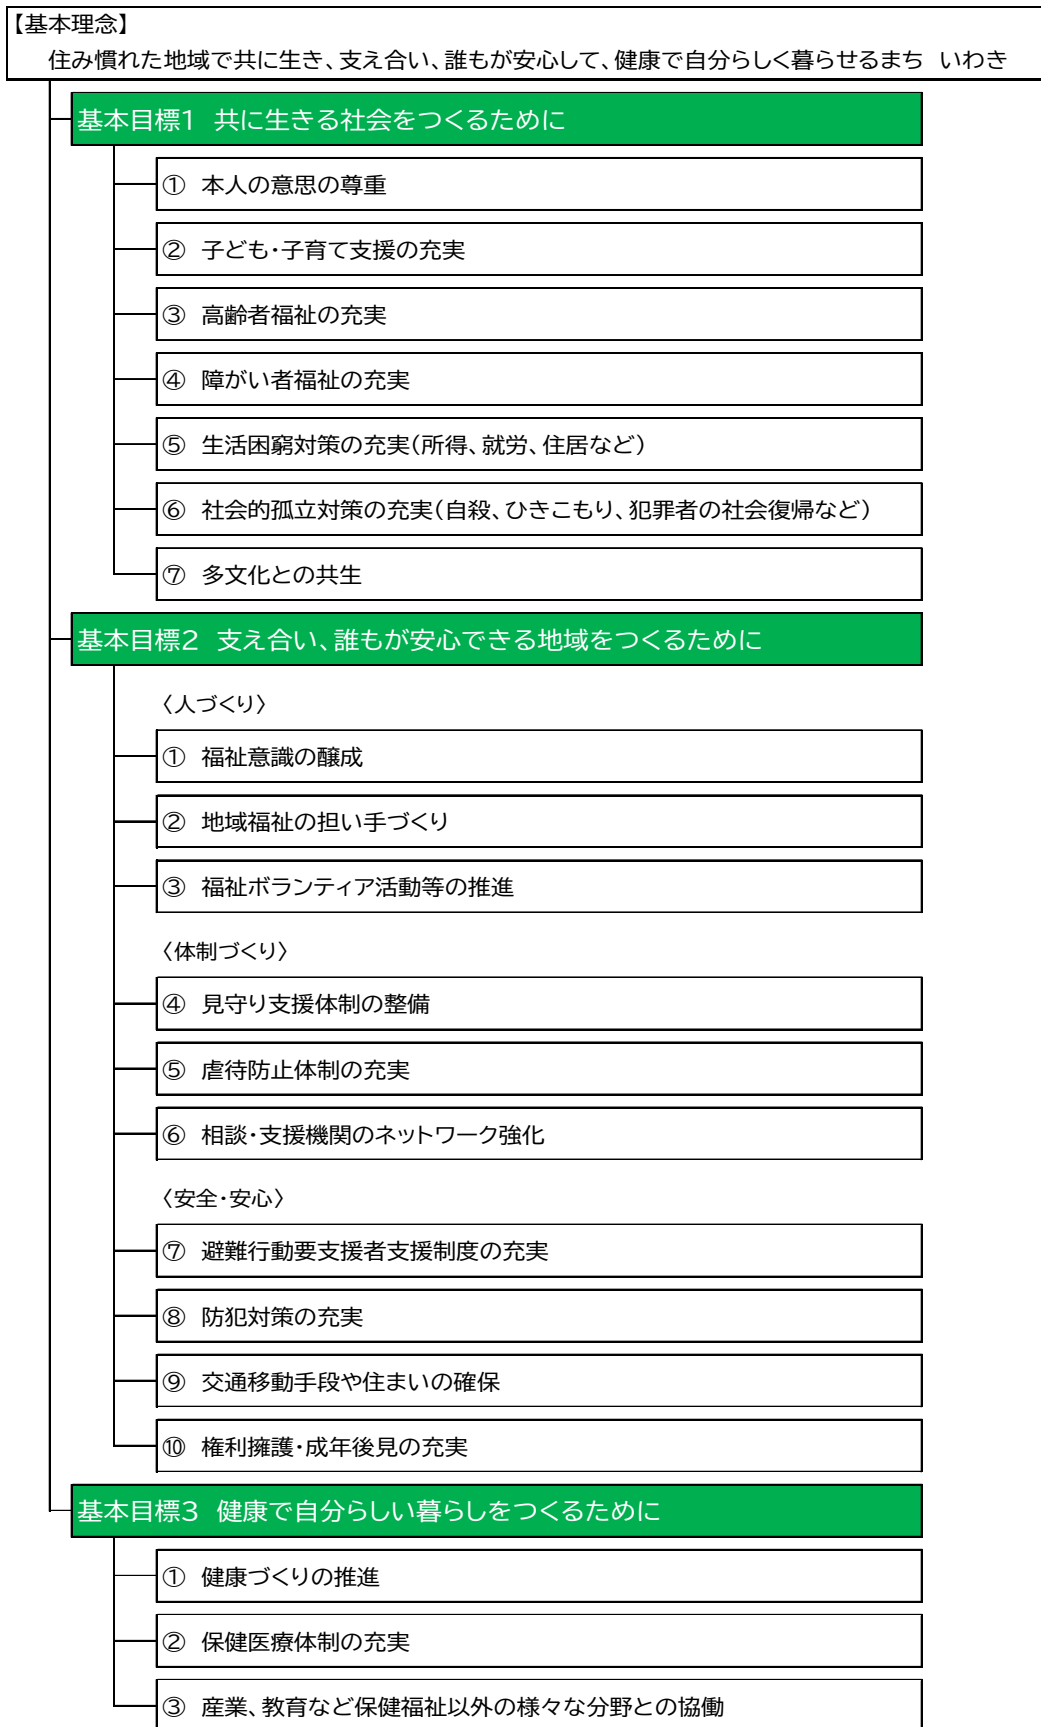 【基本理念】
住み慣れた地域で共に生き、支え合い、誰もが安心して、健康で自分らしく暮らせるまち　いわき
基本目標1　共に生きる社会をつくるために
①　本人の意思の尊重
②　子ども・子育て支援の充実
③　高齢者福祉の充実
④　障がい者福祉の充実
⑤　生活困窮対策の充実（所得、就労、住居など）
⑥　社会的孤立対策の充実（自殺、ひきこもり、犯罪者の社会復帰など）
⑦　多文化との共生
基本目標2　支え合い、誰もが安心できる地域をつくるために
〈人づくり〉
①　福祉意識の醸成
②　地域福祉の担い手づくり
③　福祉ボランティア活動等の推進
〈体制づくり〉
④　見守り支援体制の整備
⑤　虐待防止体制の充実
⑥　相談・支援機関のネットワーク強化
〈安全・安心〉
⑦　避難行動要支援者支援制度の充実
⑧　防犯対策の充実
⑨　交通移動手段や住まいの確保
⑩　権利擁護・成年後見の充実
基本目標3　健康で自分らしい暮らしをつくるために
①　健康づくりの推進
②　保健医療体制の充実
③　産業、教育など保健福祉以外の様々な分野との協働